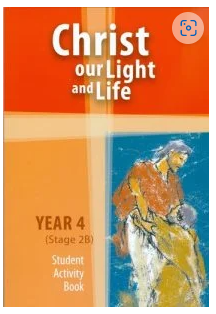 Christ
our Light
and Life
YEAR 4
(Stage 2B)
Student
Activity
Book